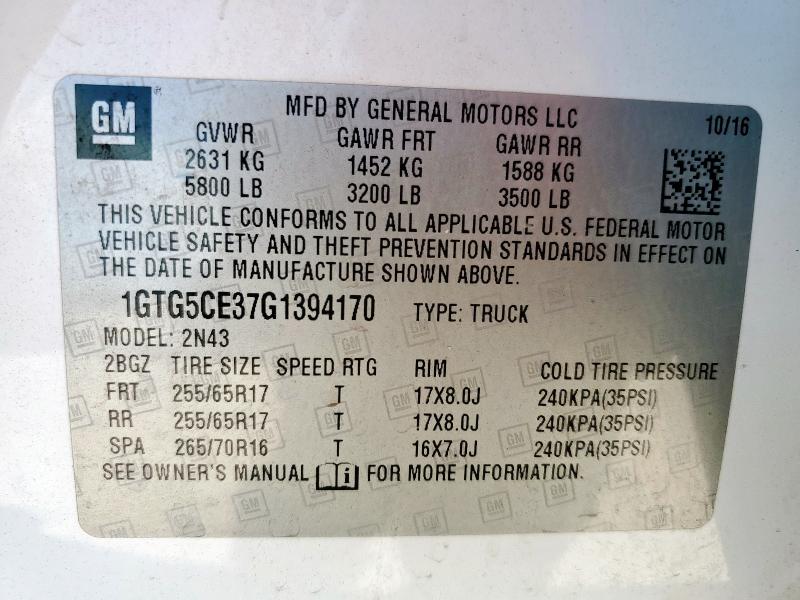 GM
MFD BY GENERAL MOTORS LLC
10/16
GVWR GAWR FRT GAWR RR
2631 KG 1452 KG 1588 KG
5800 LB 3200 LB 3500 LB
THIS VEHICLE CONFORMS TO ALL APPLICABLE U.S. FEDERAL MOTOR
VEHICLE SAFETY AND THEFT PREVENTION STANDARDS IN EFFECT ON
THE DATE OF MANUFACTURE SHOWN ABOVE.
1GTG5CE37G1394170 TYPE: TRUCK
MODEL: 2N43
2BGZ TIRE SIZE SPEED RTG RIM COLD TIRE PRESSURE
FRT 255/65R17 T 17X8.0J 240KPA(35PSI)
RR 255/65R17 T 17X8.0J 240KPA(35PSI)
SPA 265/70R16 T 16X7.0J 240KPA(35PSI)
SEE OWNER'S MANUAL FOR MORE INFORMATION.